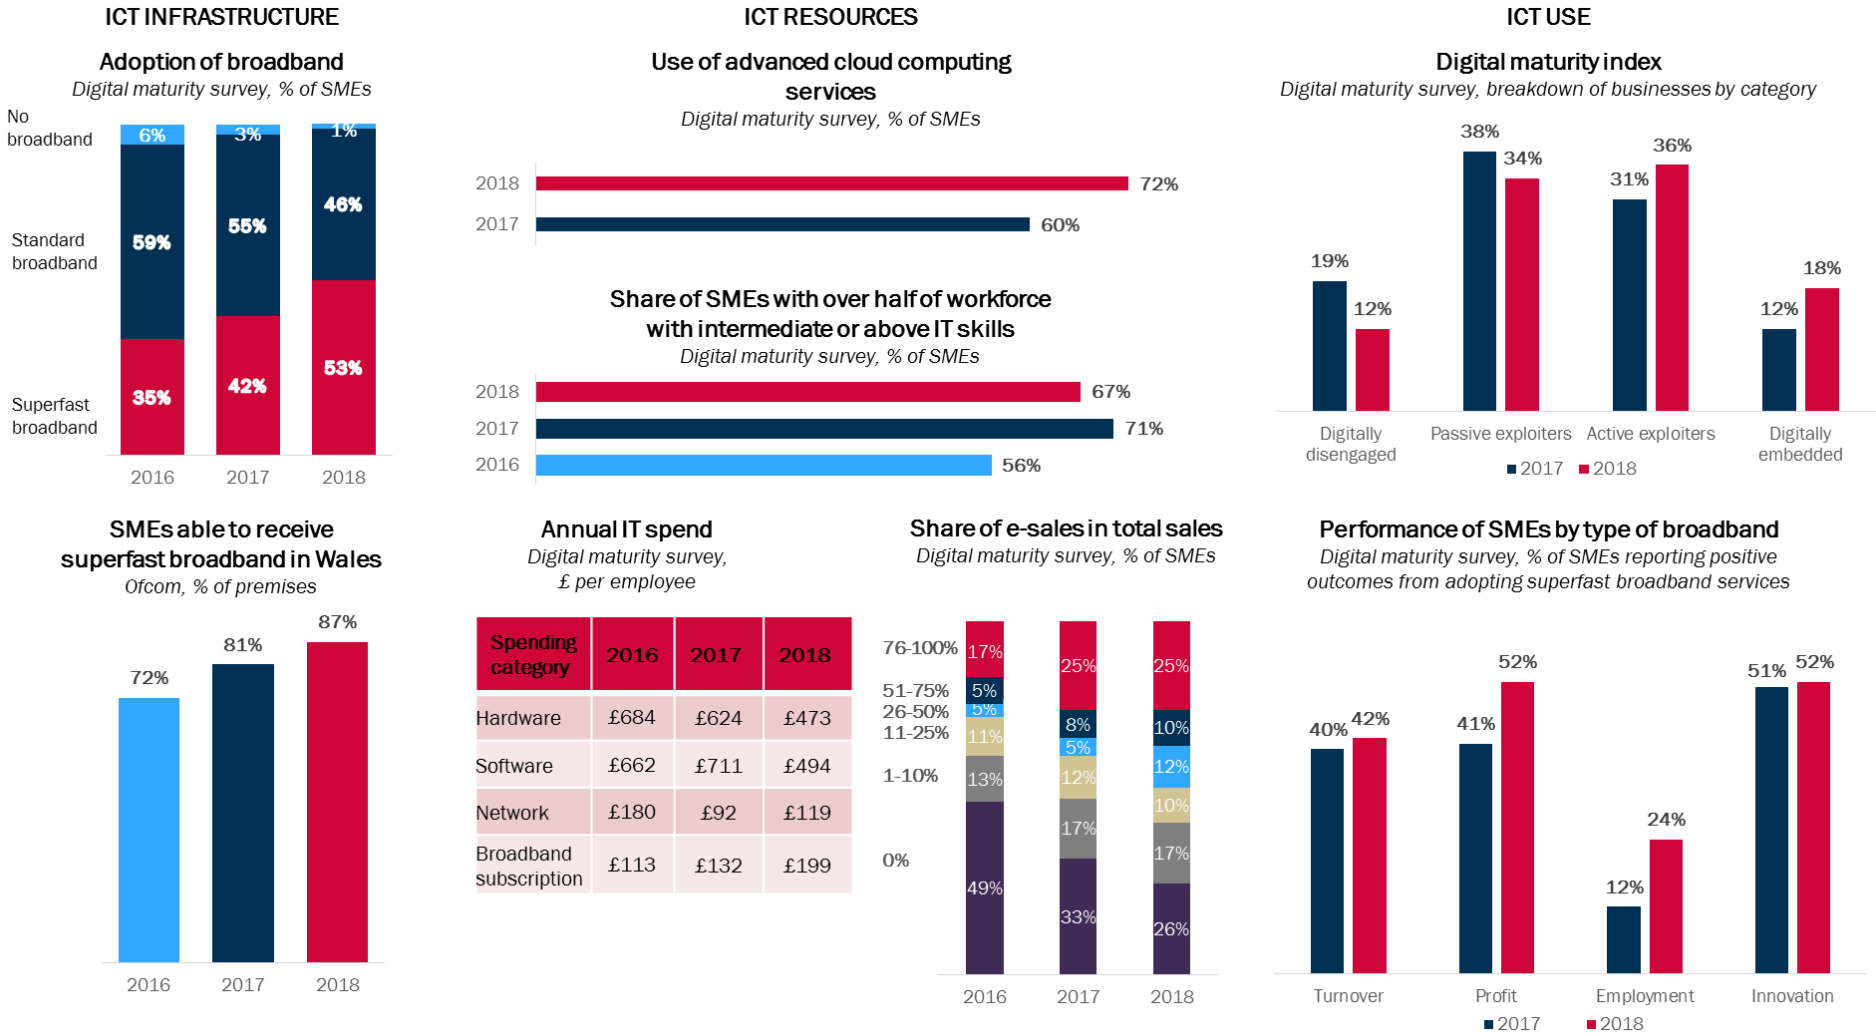 ICT INFRASTRUCTURE
Adoption of broadband
Digital maturity survey, % of SMEs
No
broadband
Standard
broadband
Superfast
broadband
6%
3%
1%
59%
55%
46%
35%
42%
53%
2016
2017
2018
SMEs able to receive
superfast broadband in Wales
Ofcom, % of premises
72%
81%
87%
2016
2017
2018
ICT RESOURCES
Use of advanced cloud computing
services
Digital maturity survey, % of SMEs
2018
72%
2017
60%
Share of SMEs with over half of workforce
with intermediate or above IT skills
Digital maturity survey, % of SMEs
2018
67%
2017
71%
2016
56%
Annual IT spend
Digital maturity survey,
£ per employee
Spending
category
2016
2017
2018
Hardware
£684
£624
£473
Software
£662
£711
£494
Network
£180
£92
£119
Broadband
subscription
£113
£132
£199
Share of e-sales in total sales
Digital maturity survey, % of SMEs
76-100%
51-75%
26-50%
11-25%
1-10%
0%
17%
5%
5%
11%
13%
49%
25%
8%
5%
12%
17%
33%
25%
10%
12%
10%
17%
26%
2016
2017
2018
ICT USE
Digital maturity index
Digital maturity survey, breakdown of businesses by category
19%
12%
38%
34%
31%
36%
12%
18%
Digitally
disengaged
Passive exploiters
Active exploiters
Digitally
embedded
2017
2018
Performance of SMEs by type of broadband
Digital maturity survey, % of SMEs reporting positive
outcomes from adopting superfast broadband services
40%
42%
41%
52%
12%
24%
51%
52%
Turnover
Profit
Employment
Innovation
2017
2018